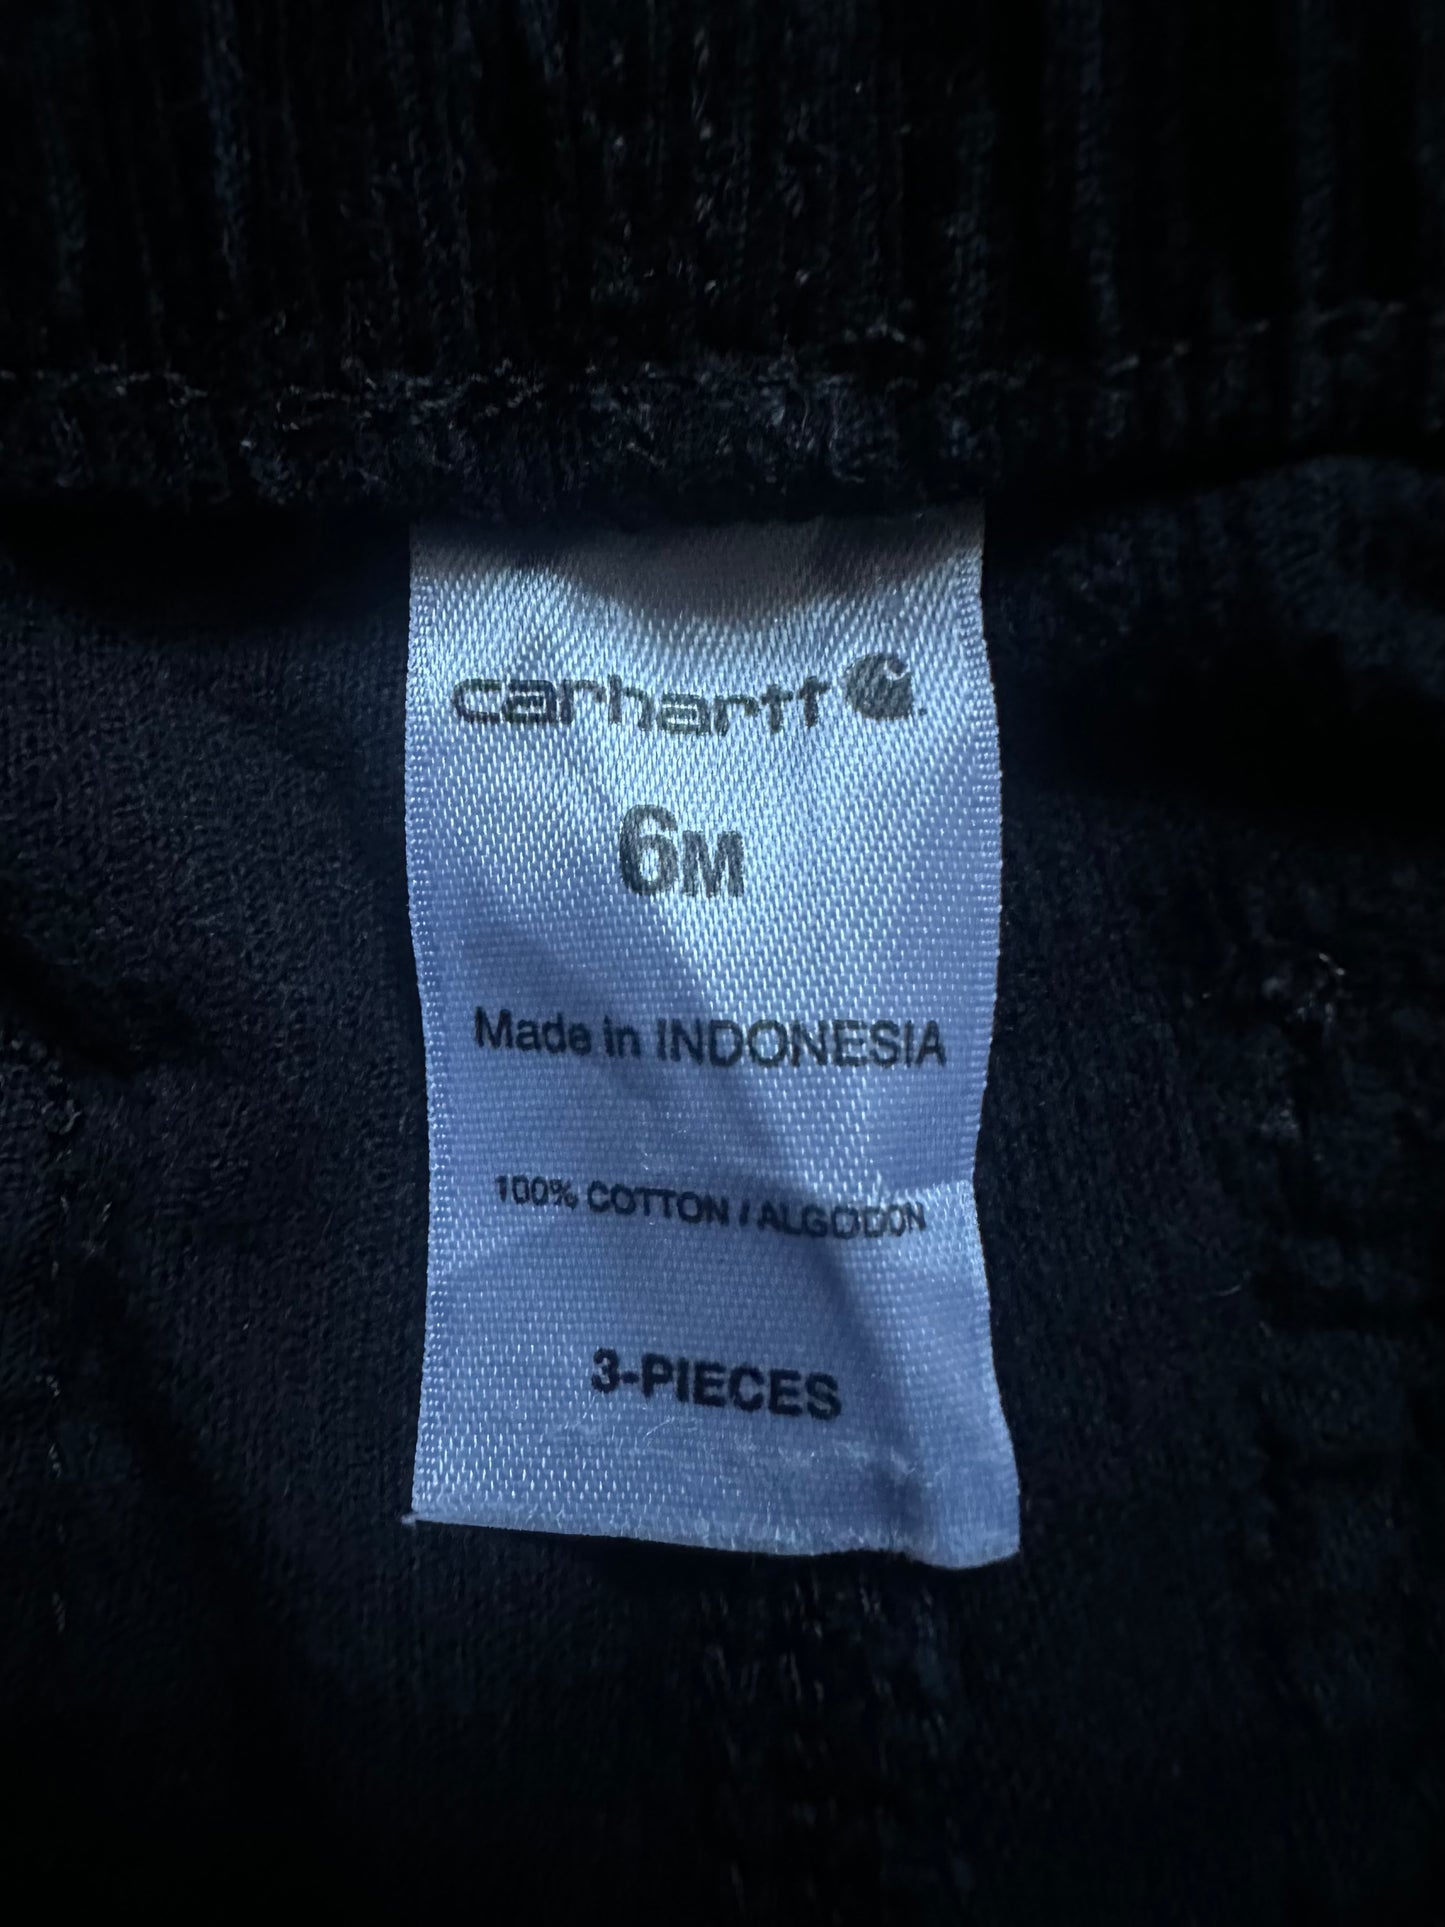 carhartt
6M
Made in INDONESIA
100% COTTON / ALGODON
3-PIECES